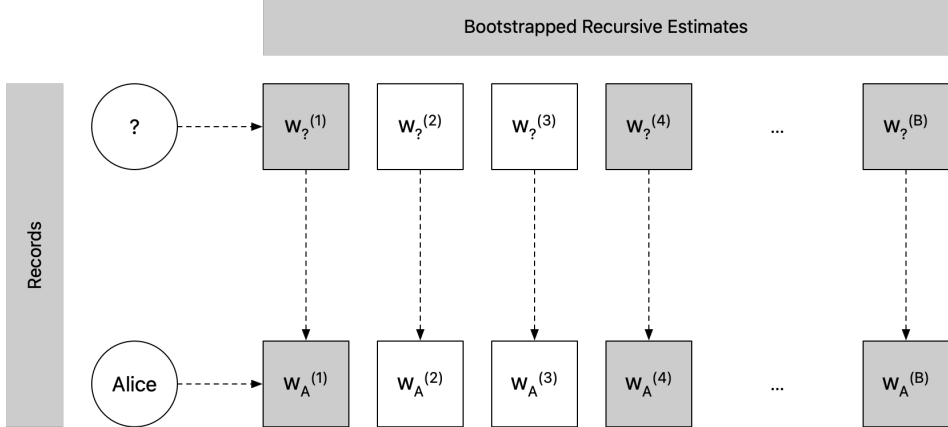 Bootstrapped Recursive Estimates
Records
? W?(1) W?(2) W?(3) W?(4) ... W?(B)
Alice WA(1) WA(2) WA(3) WA(4) ... WA(B)